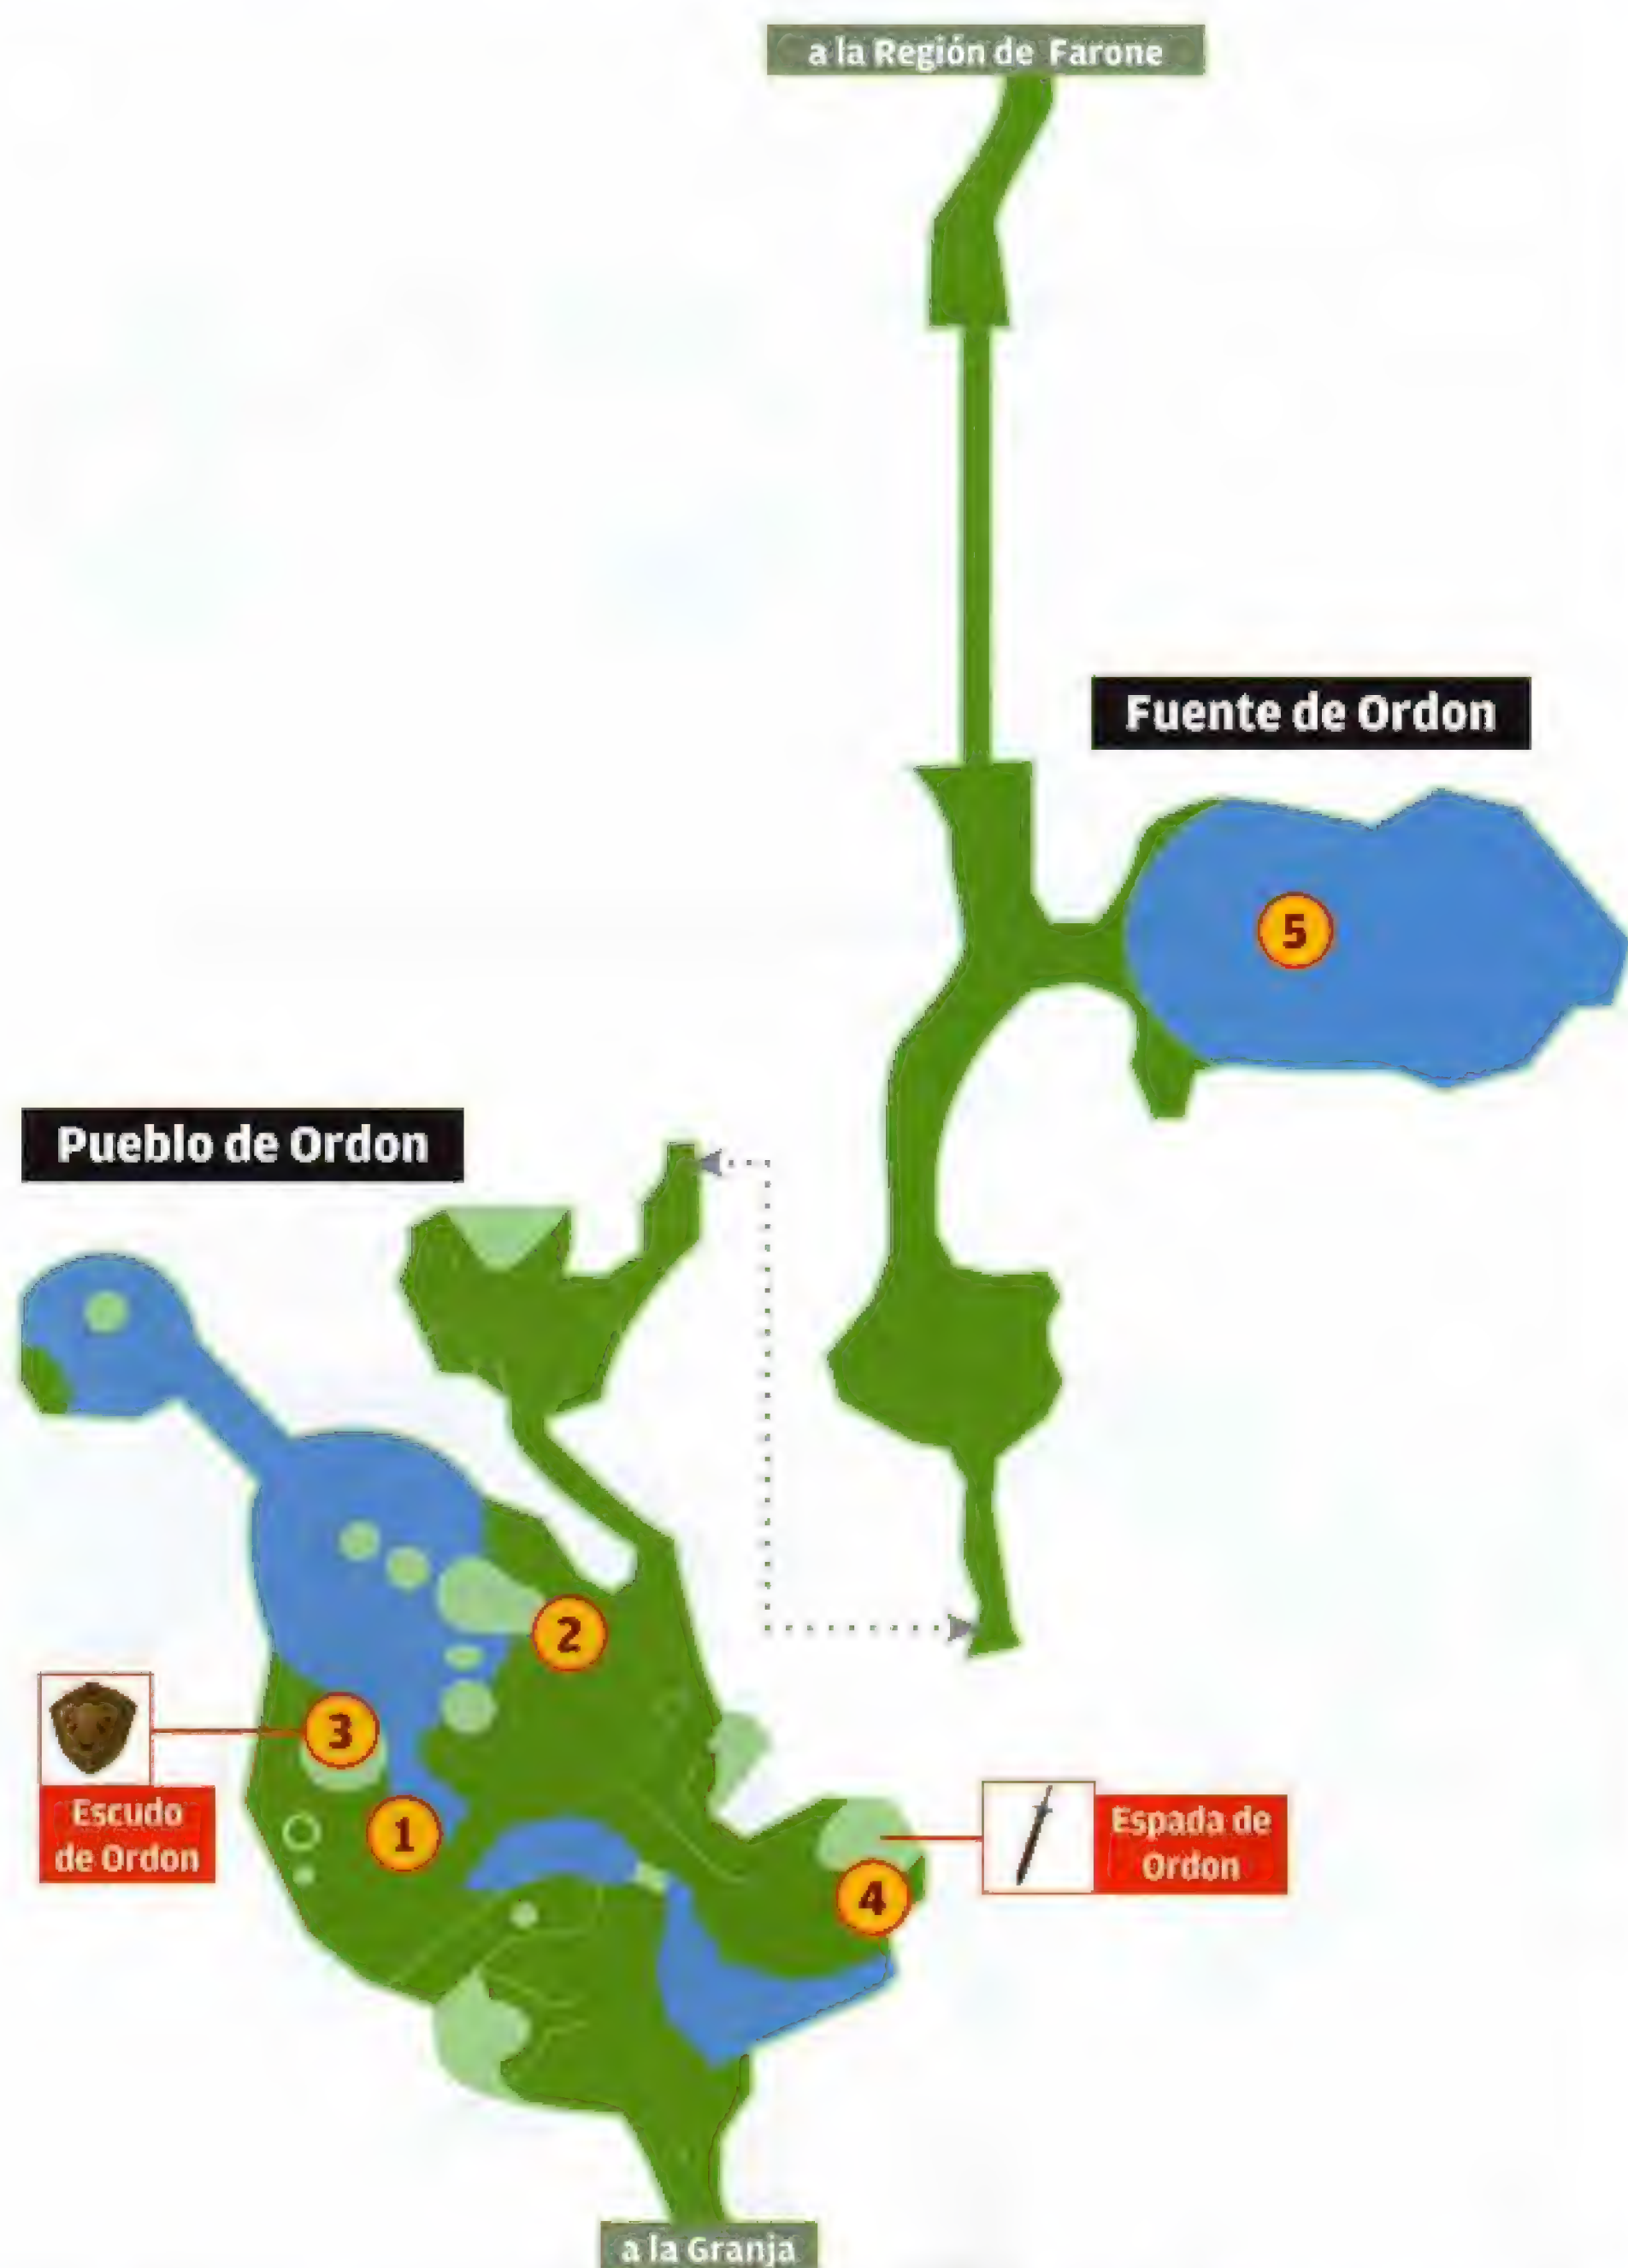 a la Región de Farone
Fuente de Ordon
5
Pueblo de Ordon
2
3
Escudo
de Ordon
1
Espada de
Ordon
4
a la Granja